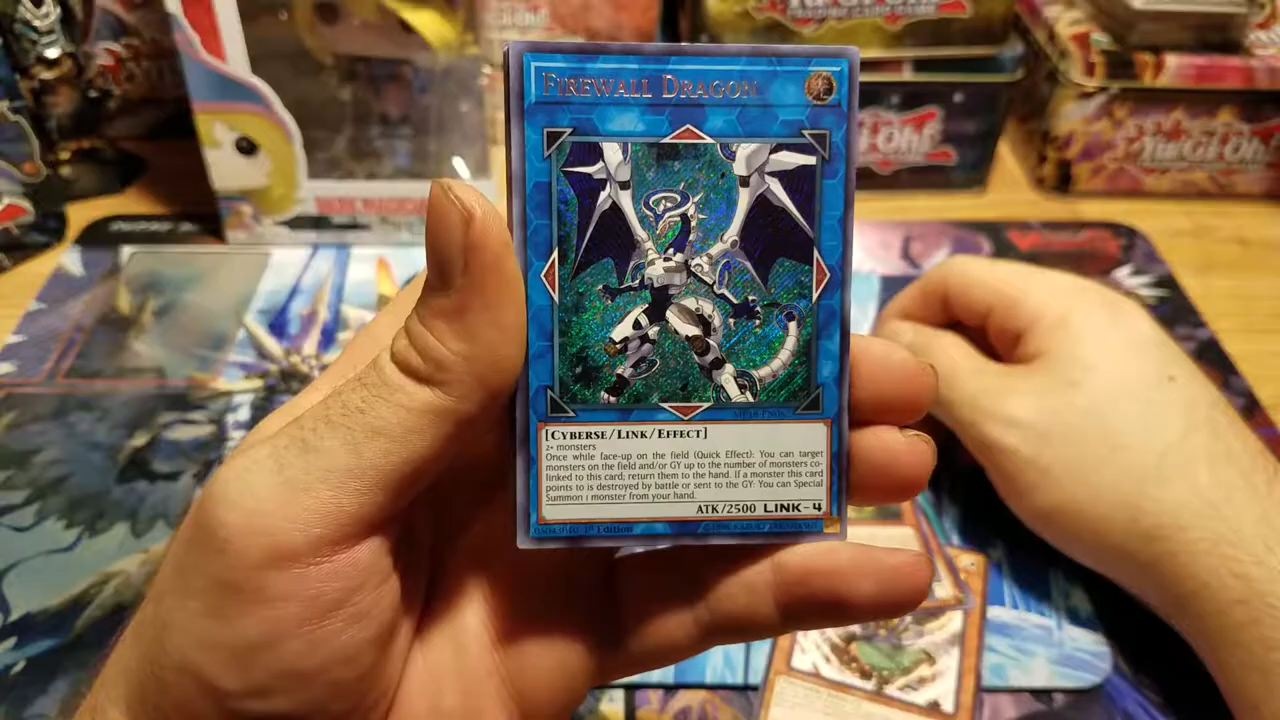 FIREWALL DRAGON
[CYBERSE/LINK/EFFECT]
2+ monsters
Once while face-up on the field (Quick Effect): You can target
monsters on the field and/or GY up to the number of monsters co-
linked to this card; return them to the hand. If a monster this card
points to is destroyed by battle or sent to the GY: You can Special
Summon 1 monster from your hand.
ATK/2500 LINK-4
1st Edition
Yu-Gi-Oh!